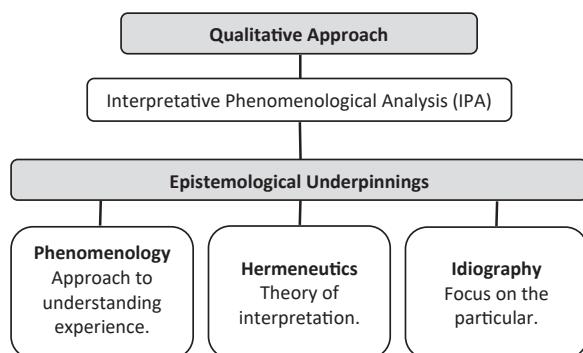 Qualitative Approach
Interpretative Phenomenological Analysis (IPA)
Epistemological Underpinnings
Phenomenology
Approach to
understanding
experience.
Hermeneutics
Theory of
interpretation.
Idiography
Focus on the
particular.